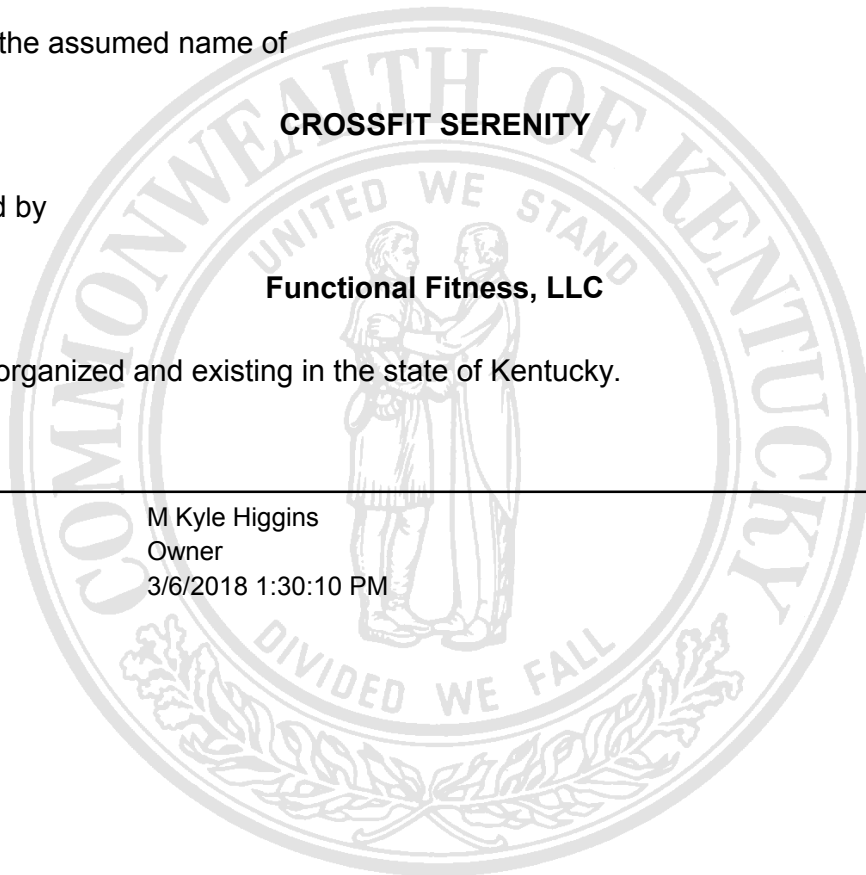 the assumed name of
CROSSFIT SERENITY
d by
Functional Fitness, LLC
organized and existing in the state of Kentucky.
M Kyle Higgins
Owner
3/6/2018 1:30:10 PM
COMMONWEALTH OF KENTUCKY
UNITED WE STAND
DIVIDED WE FALL